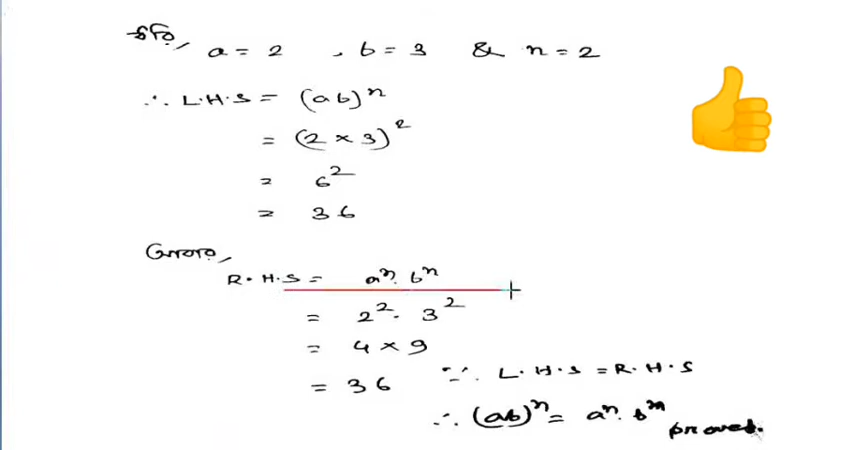 ধরি, a = 2 , b = 3 & n = 2
∴ L.H.S = (ab)ⁿ
= (2 × 3)²
= 6²
= 36
আবার,
R.H.S = aⁿ. bⁿ
= 2². 3²
= 4 × 9
= 36
∵ L.H.S = R.H.S
∴ (ab)ⁿ = aⁿ. bⁿ proved.